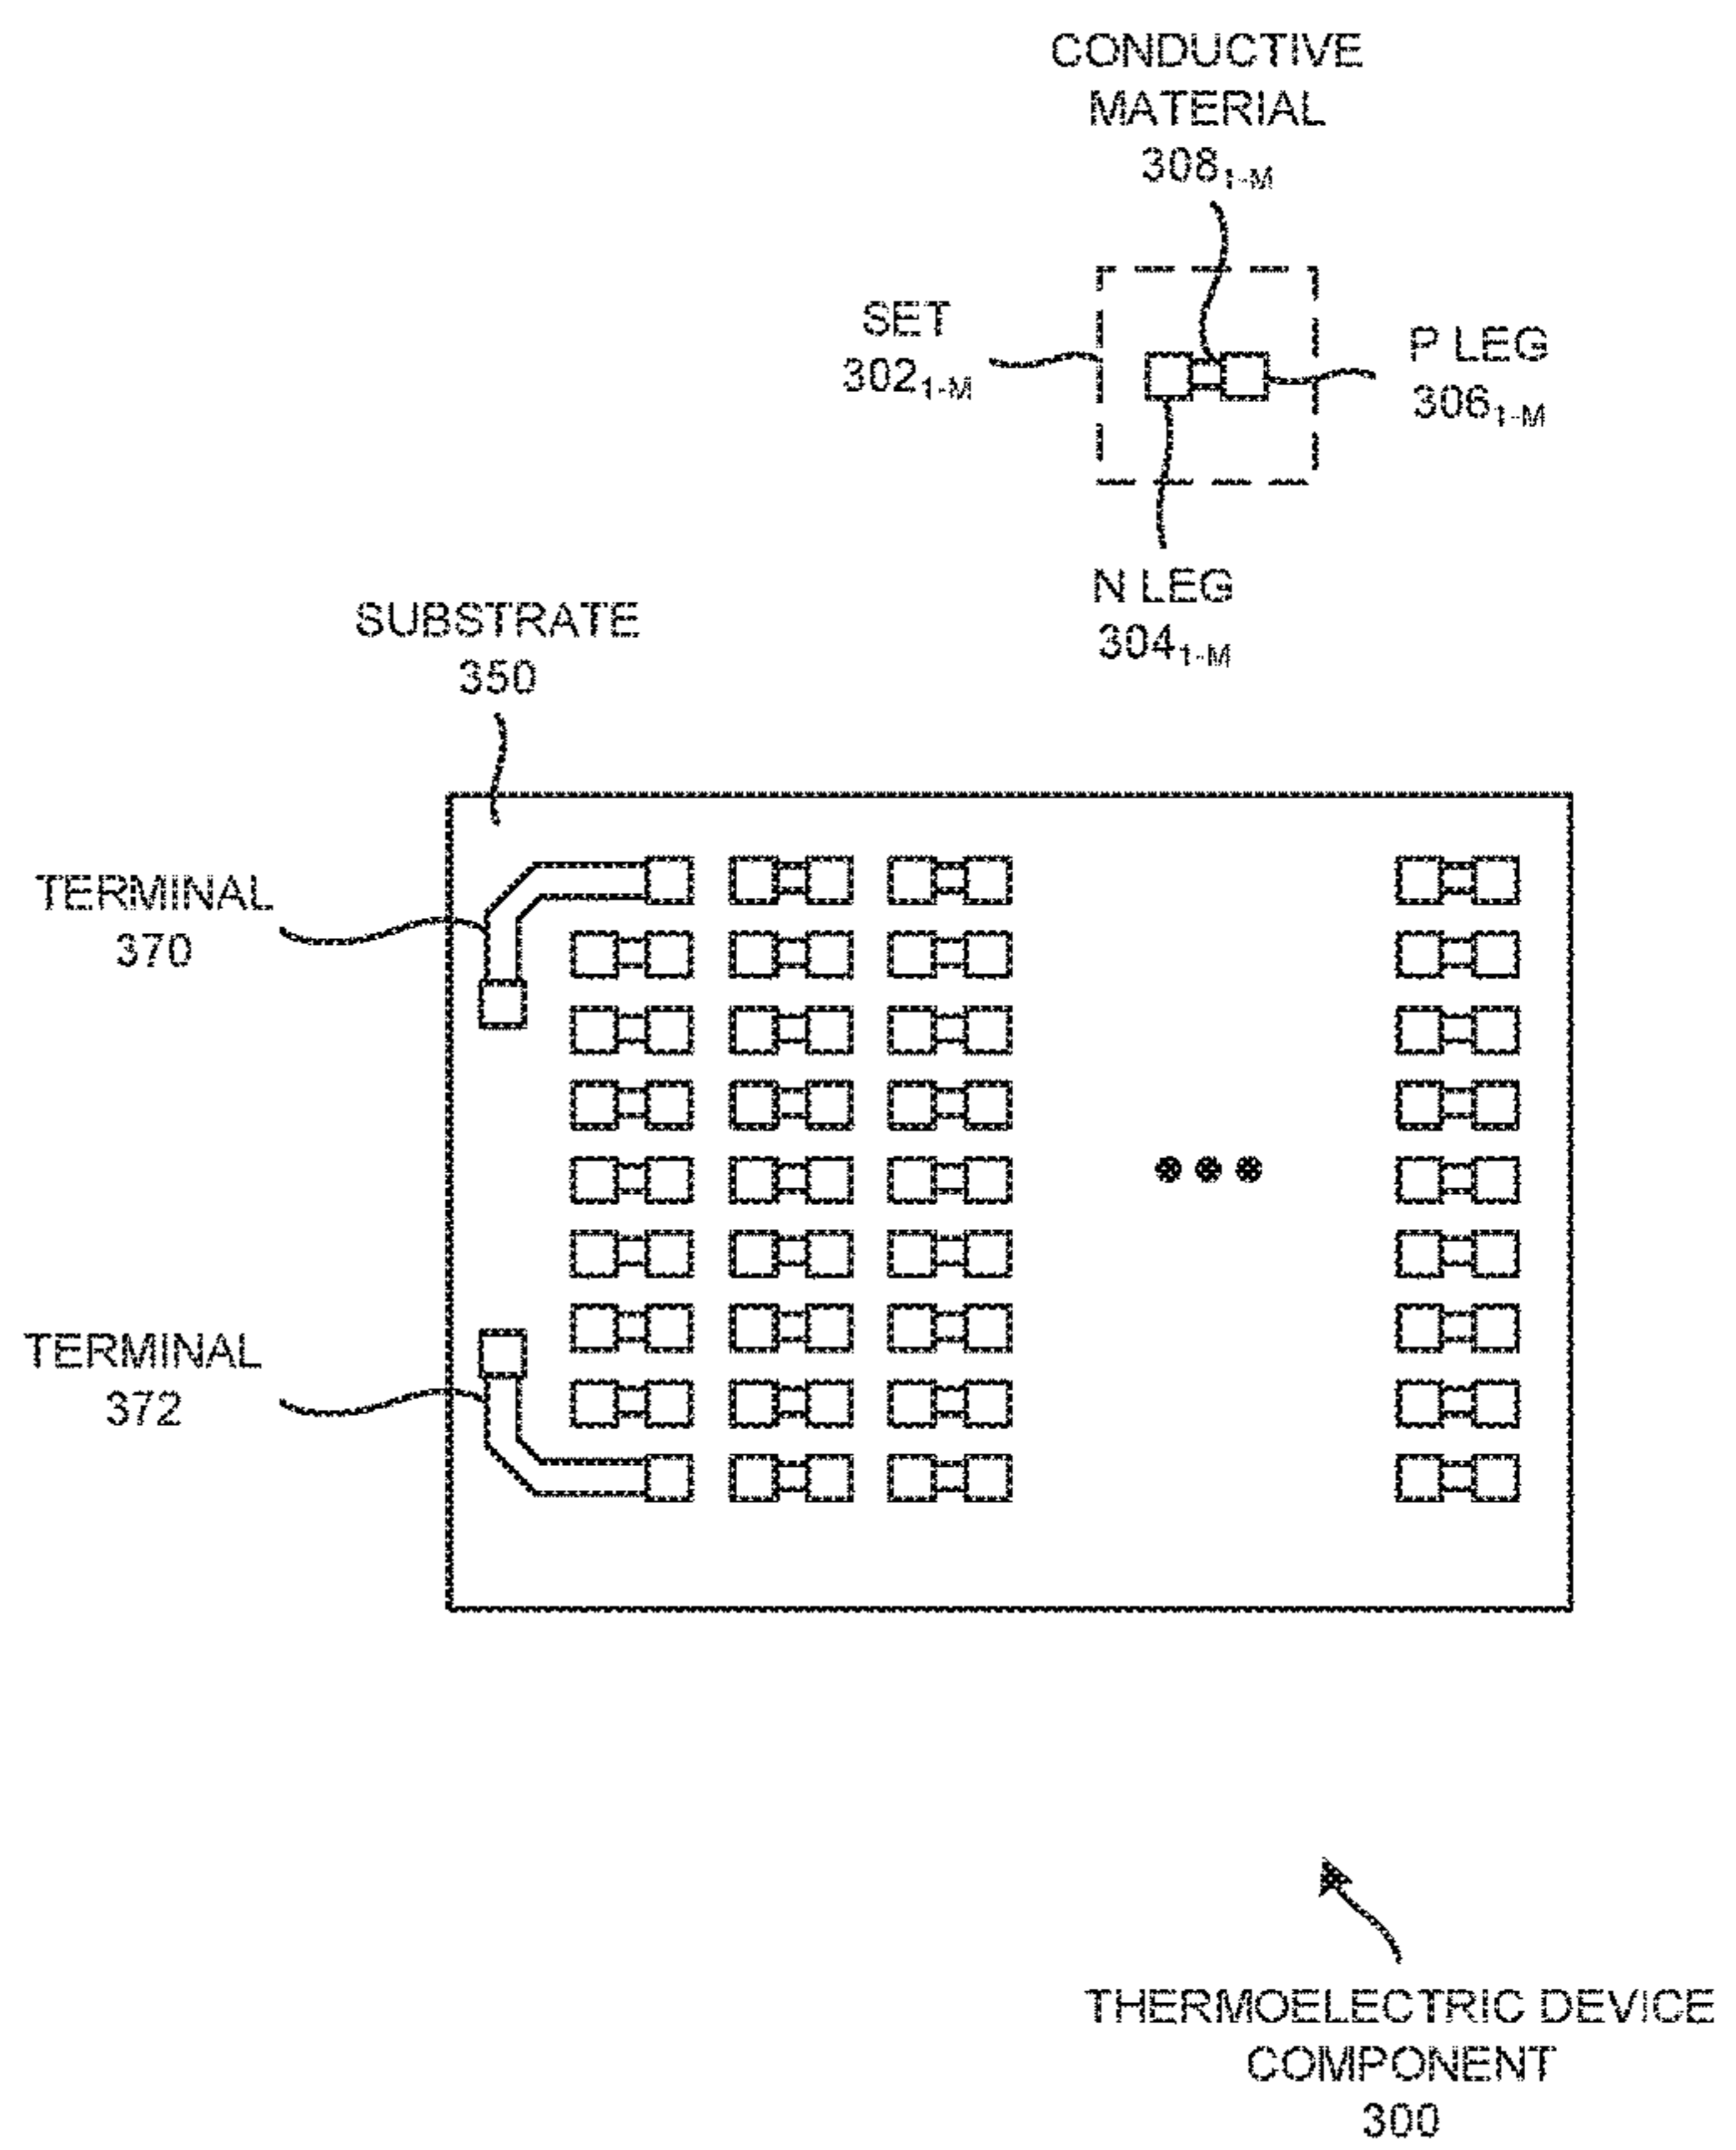 CONDUCTIVE
MATERIAL
308₁₋M
SET
302₁₋M
P LEG
306₁₋M
N LEG
304₁₋M
SUBSTRATE
350
TERMINAL
370
TERMINAL
372
THERMOELECTRIC DEVICE
COMPONENT
300